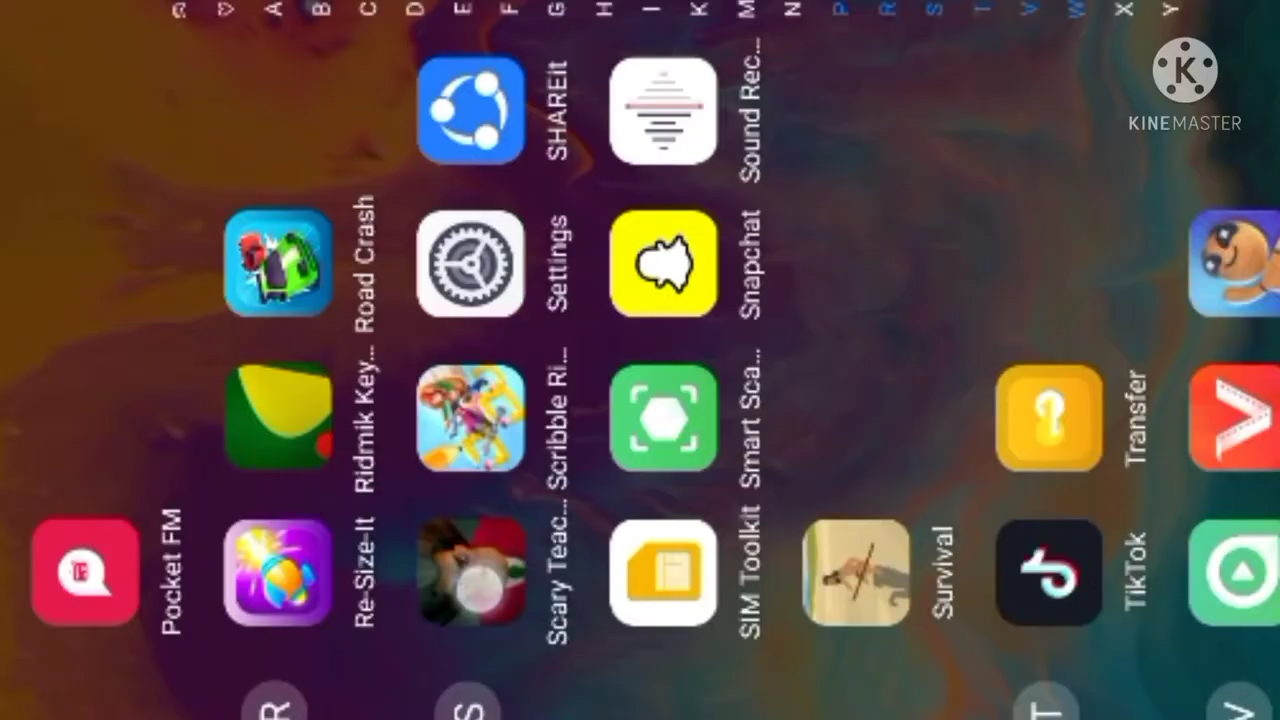 A
B
C
D
E
F
G
H
I
K
M
N
P
R
S
T
V
W
X
Y
KINEMASTER
Pocket FM
R
Re-Size-It
Ridmik Key...
Road Crash
S
Scary Teac...
Scribble Ri...
Settings
SHAREit
SIM Toolkit
Smart Sca...
Snapchat
Sound Rec...
Survival
T
TikTok
Transfer
V